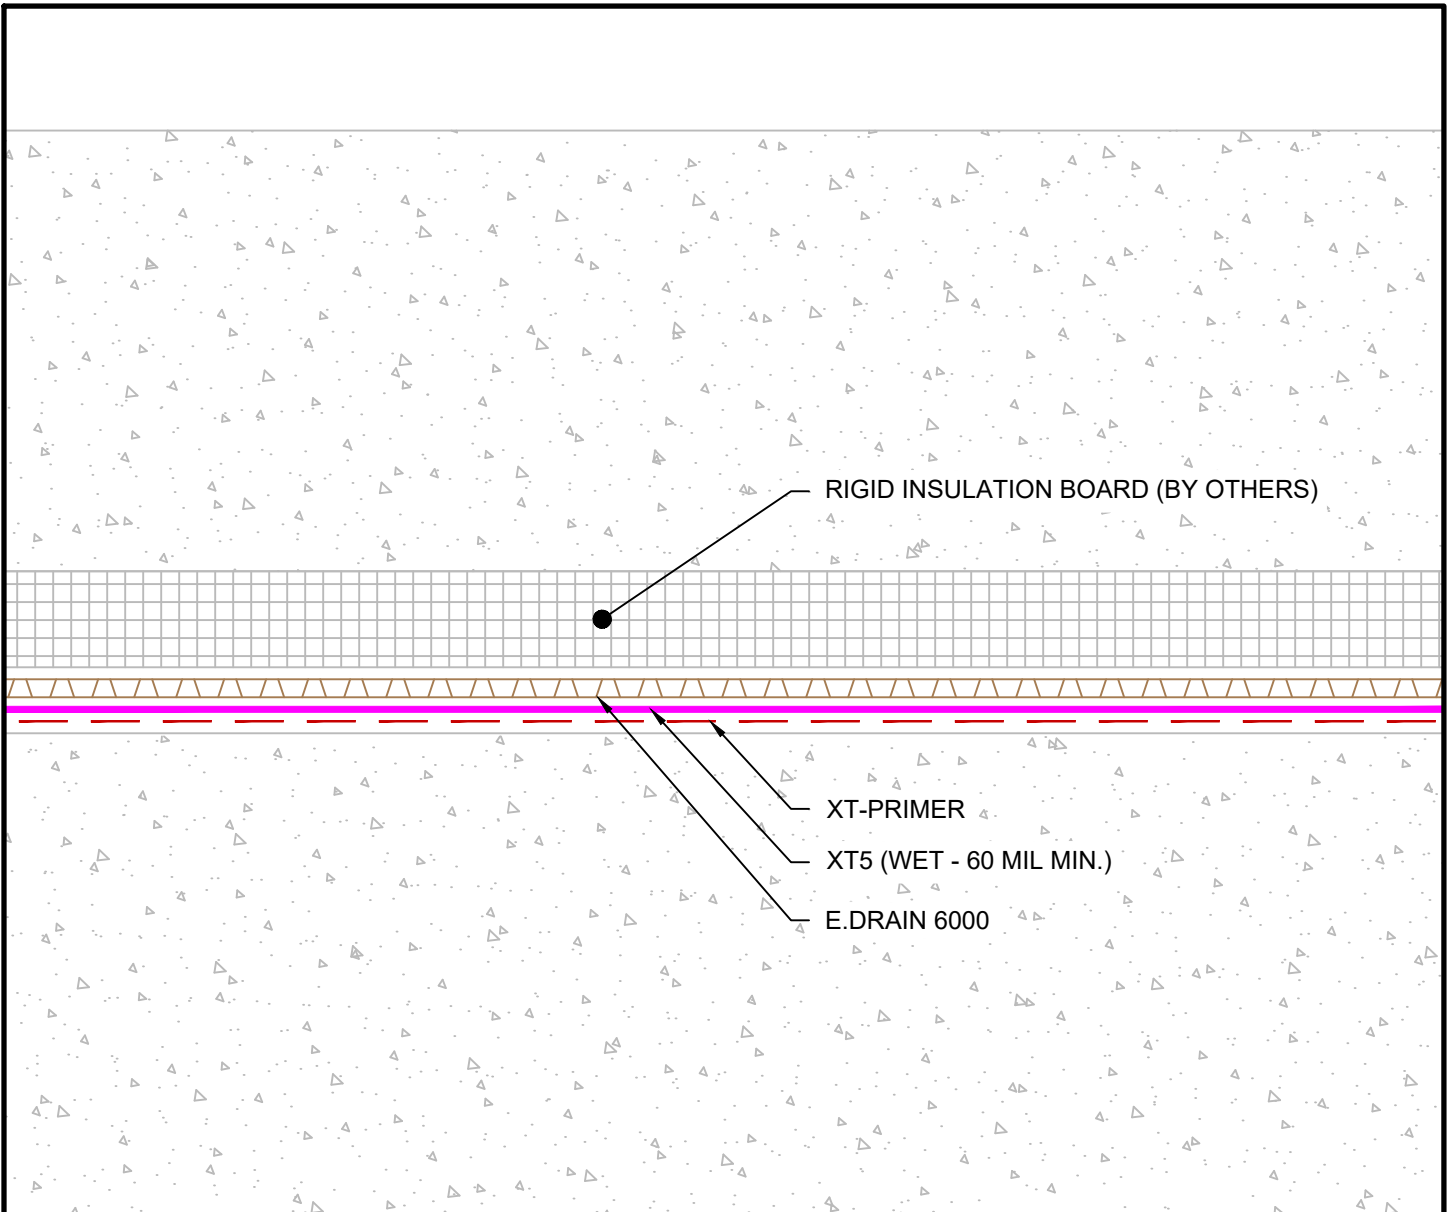 RIGID INSULATION BOARD (BY OTHERS)
XT-PRIMER
XT5 (WET - 60 MIL MIN.)
E.DRAIN 6000